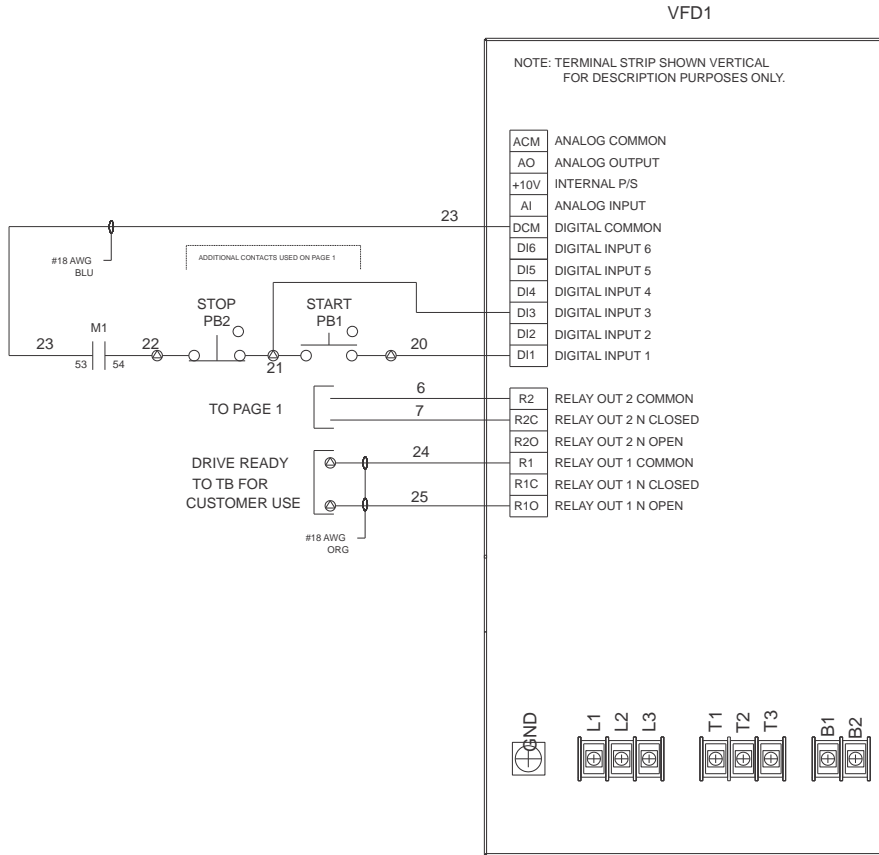 VFD1
NOTE: TERMINAL STRIP SHOWN VERTICAL
FOR DESCRIPTION PURPOSES ONLY.
ACM ANALOG COMMON
AO ANALOG OUTPUT
+10V INTERNAL P/S
AI ANALOG INPUT
23
DCM DIGITAL COMMON
DI6 DIGITAL INPUT 6
DI5 DIGITAL INPUT 5
DI4 DIGITAL INPUT 4
DI3 DIGITAL INPUT 3
DI2 DIGITAL INPUT 2
DI1 DIGITAL INPUT 1
#18 AWG
BLU
ADDITIONAL CONTACTS USED ON PAGE 1
STOP
PB2
START
PB1
M1
23
53 54
22
21
20
TO PAGE 1
6
7
R2 RELAY OUT 2 COMMON
R2C RELAY OUT 2 N CLOSED
R2O RELAY OUT 2 N OPEN
R1 RELAY OUT 1 COMMON
R1C RELAY OUT 1 N CLOSED
R1O RELAY OUT 1 N OPEN
DRIVE READY
TO TB FOR
CUSTOMER USE
24
25
#18 AWG
ORG
GND
L1
L2
L3
T1
T2
T3
B1
B2